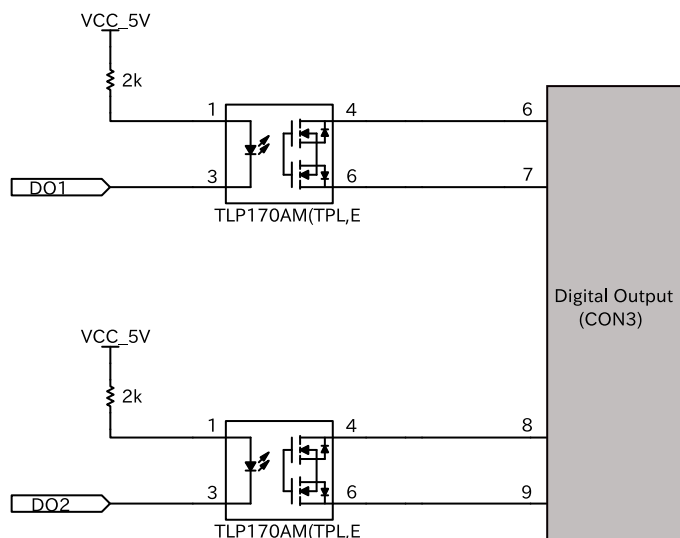 VCC_5V
2k
1
4
6
3
6
7
DO1
TLP170AM(TPL,E
Digital Output
(CON3)
VCC_5V
2k
1
4
8
3
6
9
DO2
TLP170AM(TPL,E